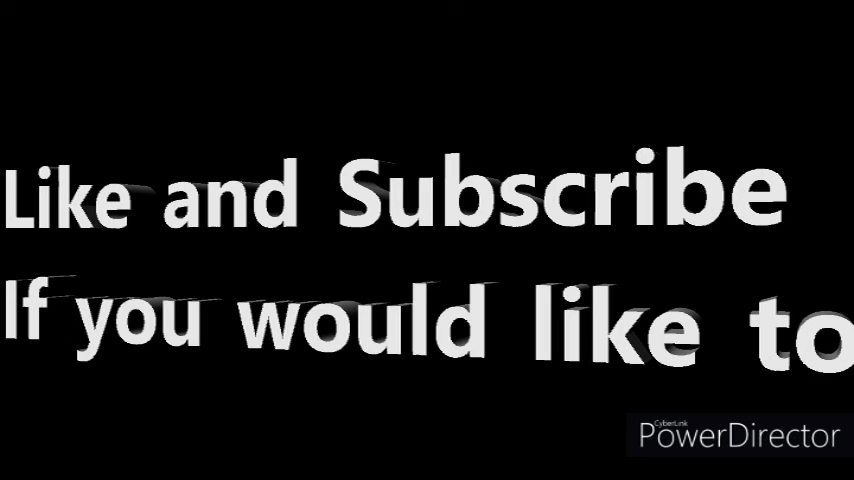 Like and Subscribe
If you would like to
CyberLink
PowerDirector